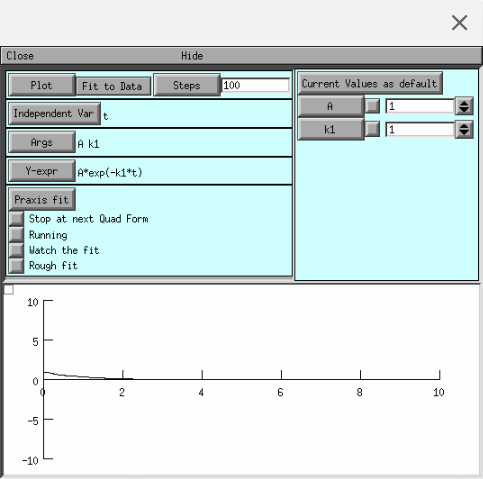 Close Hide
Plot Fit to Data Steps 100
Independent Var t
Args A k1
Y-expr A*exp(-k1*t)
Praxis fit
Stop at next Quad Form
Running
Watch the fit
Rough fit
Current Values as default
A 1
k1 1
10
5
0
-5
-10
0 2 4 6 8 10